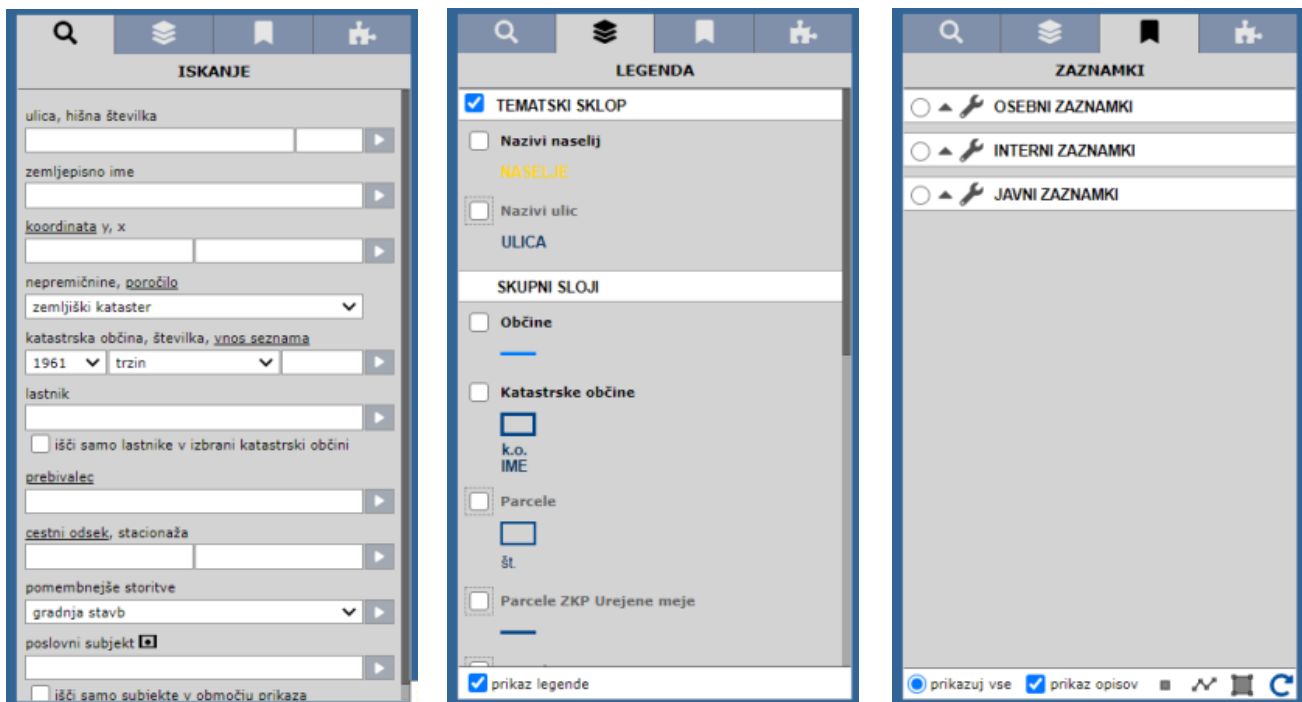 ISKANJE
ulica, hišna številka
zemljepisno ime
koordinata y, x
nepremičnine, poročilo
zemljiški kataster
katastrska občina, številka, vnos seznama
1961 trzin
lastnik
išči samo lastnike v izbrani katastrski občini
prebivalec
cestni odsek, stacionaža
pomembnejše storitve
gradnja stavb
poslovni subjekt
išči samo subjekte v območju prikaza
LEGENDA
TEMATSKI SKLOP
Nazivi naselij
NASELJE
Nazivi ulic
ULICA
SKUPNI SLOJI
Občine
Katastrske občine
k.o.
IME
Parcele
št.
Parcele ZKP Urejene meje
prikaz legende
ZAZNAMKI
OSEBNI ZAZNAMKI
INTERNI ZAZNAMKI
JAVNI ZAZNAMKI
prikazuj vse prikaz opisov